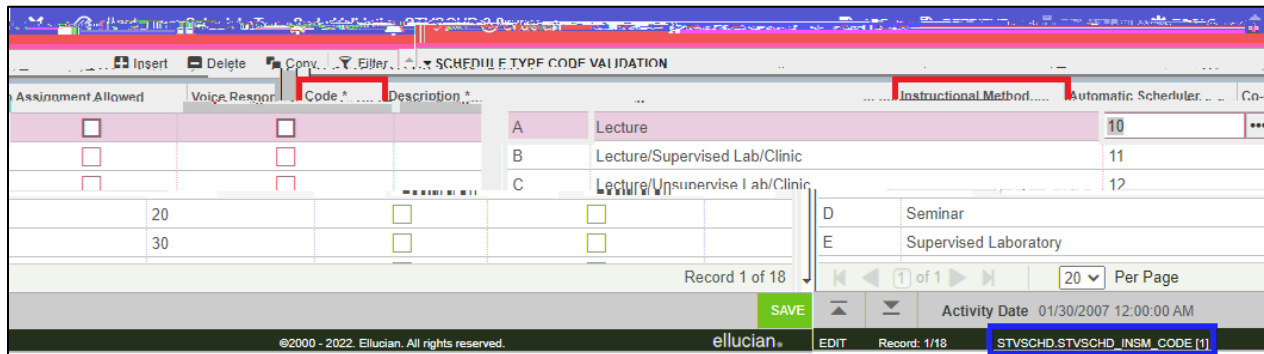 Insert Delete Copy Filter SCHEDULE TYPE CODE VALIDATION
Assignment Allowed Voice Respon Code * Description * Instructional Method Automatic Scheduler Co-
A Lecture 10
B Lecture/Supervised Lab/Clinic 11
C Lecture/Unsupervise Lab/Clinic 12
20 D Seminar
30 E Supervised Laboratory
Record 1 of 18 1 of 1 20 Per Page
SAVE Activity Date 01/30/2007 12:00:00 AM
©2000 - 2022. Ellucian. All rights reserved. ellucian. EDIT Record: 1/18 STVSCHD.STVSCHD_INSM_CODE [1]